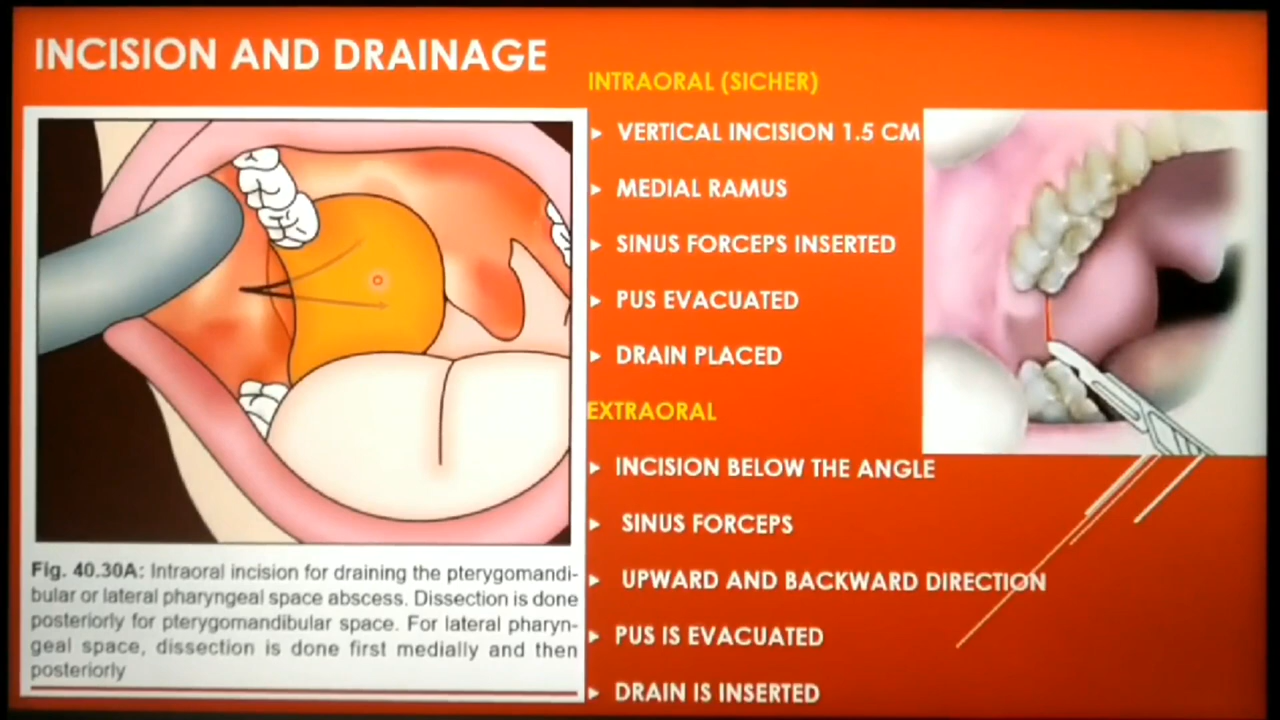 INCISION AND DRAINAGE
INTRAORAL (SICHER)
VERTICAL INCISION 1.5 CM
MEDIAL RAMUS
SINUS FORCEPS INSERTED
PUS EVACUATED
DRAIN PLACED
EXTRAORAL
INCISION BELOW THE ANGLE
SINUS FORCEPS
UPWARD AND BACKWARD DIRECTION
PUS IS EVACUATED
DRAIN IS INSERTED
Fig. 40.30A: Intraoral incision for draining the pterygomandi-
bular or lateral pharyngeal space abscess. Dissection is done
posteriorly for pterygomandibular space. For lateral pharyn-
geal space, dissection is done first medially and then
posteriorly